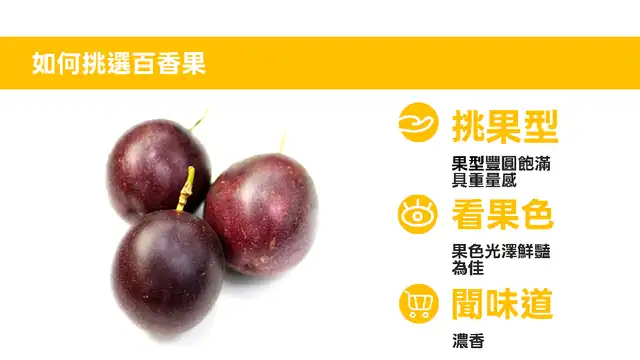 如何挑選百香果
挑果型
果型豐圓飽滿
具重量感
看果色
果色光澤鮮豔
為佳
聞味道
濃香